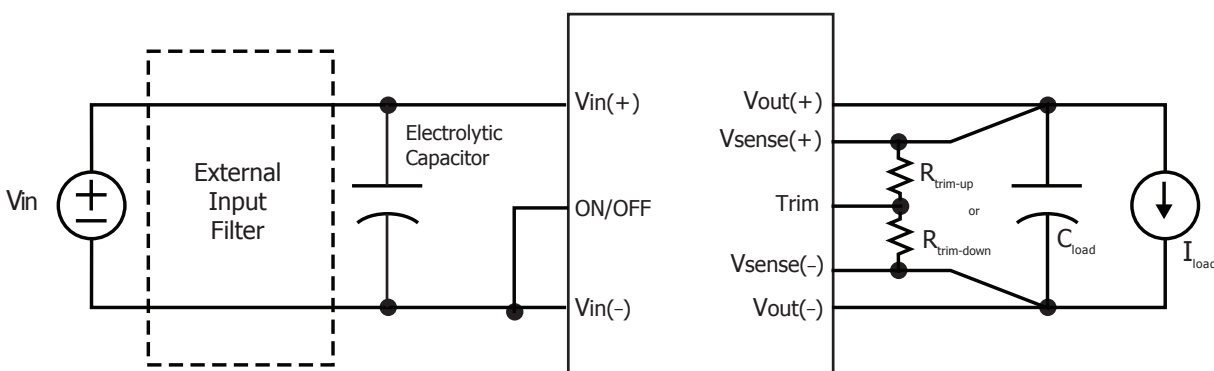 Vin
External
Input
Filter
Electrolytic
Capacitor
Vin(+)
ON/OFF
Vin(−)
Vout(+)
Vsense(+)
Trim
Vsense(−)
Vout(−)
Rtrim-up
or
Rtrim-down
Cload
Iload